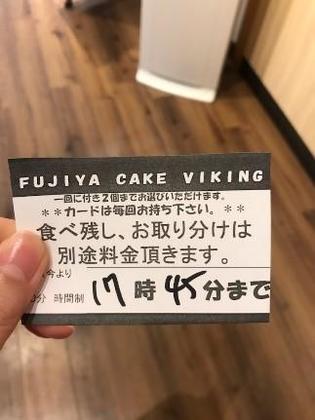 FUJIYA CAKE VIKING
一回に付き2個までお選びいただけます。
**カードは毎回お持ち下さい。**
食べ残し、お取り分けは
別途料金頂きます。
今より
分 時間制 17時45分まで